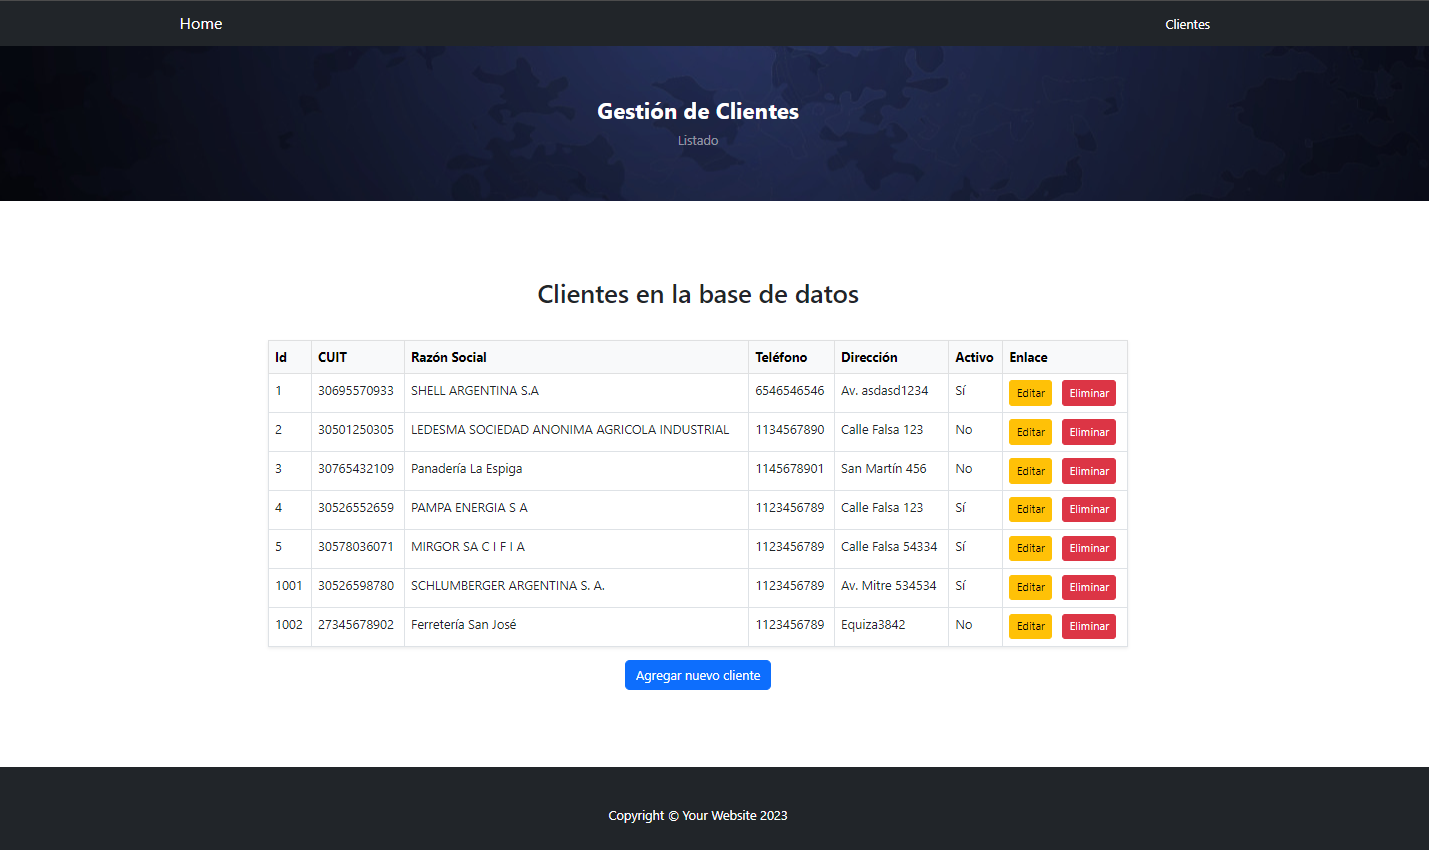 Home Clientes
Gestión de Clientes
Listado
Clientes en la base de datos
Id CUIT Razón Social Teléfono Dirección Activo Enlace
1 30695570933 SHELL ARGENTINA S.A 6546546546 Av. asdasd1234 Sí Editar Eliminar
2 30501250305 LEDESMA SOCIEDAD ANONIMA AGRICOLA INDUSTRIAL 1134567890 Calle Falsa 123 No Editar Eliminar
3 30765432109 Panadería La Espiga 1145678901 San Martín 456 No Editar Eliminar
4 30526552659 PAMPA ENERGIA S A 1123456789 Calle Falsa 123 Sí Editar Eliminar
5 30578036071 MIRGOR SA C I F I A 1123456789 Calle Falsa 54334 Sí Editar Eliminar
1001 30526598780 SCHLUMBERGER ARGENTINA S. A. 1123456789 Av. Mitre 534534 Sí Editar Eliminar
1002 27345678902 Ferretería San José 1123456789 Equiza3842 No Editar Eliminar
Agregar nuevo cliente
Copyright © Your Website 2023